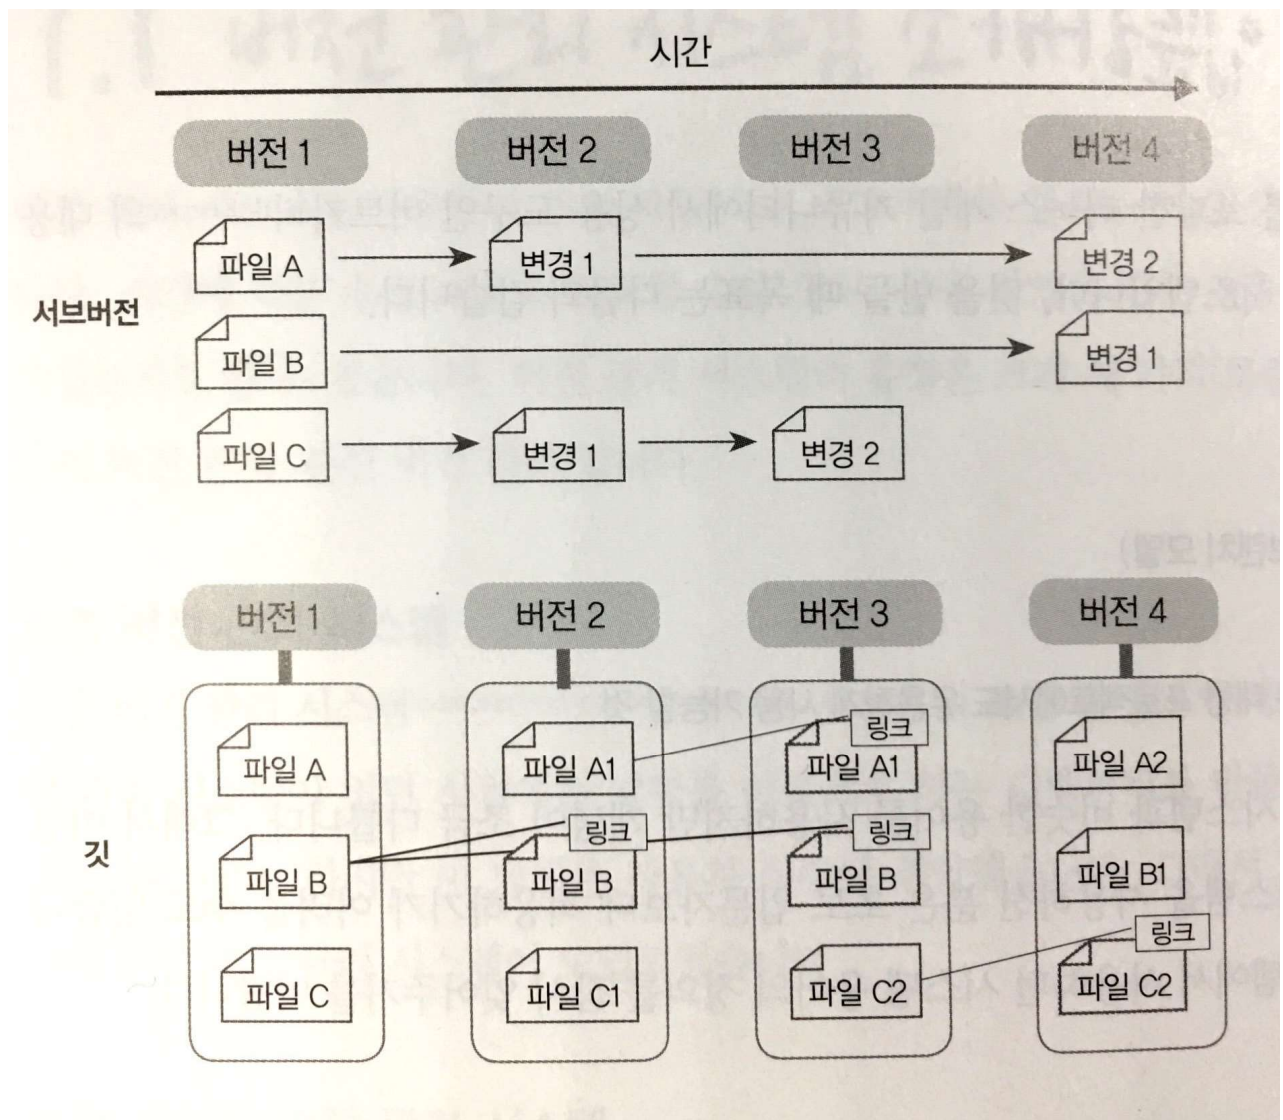 시간
버전 1 버전 2 버전 3 버전 4
서브버전
파일 A 변경 1 변경 2
파일 B 변경 1
파일 C 변경 1 변경 2
버전 1 버전 2 버전 3 버전 4
깃
링크
파일 A 파일 A1 파일 A1 파일 A2
링크 링크
파일 B 파일 B 파일 B 파일 B1
링크
파일 C 파일 C1 파일 C2 파일 C2